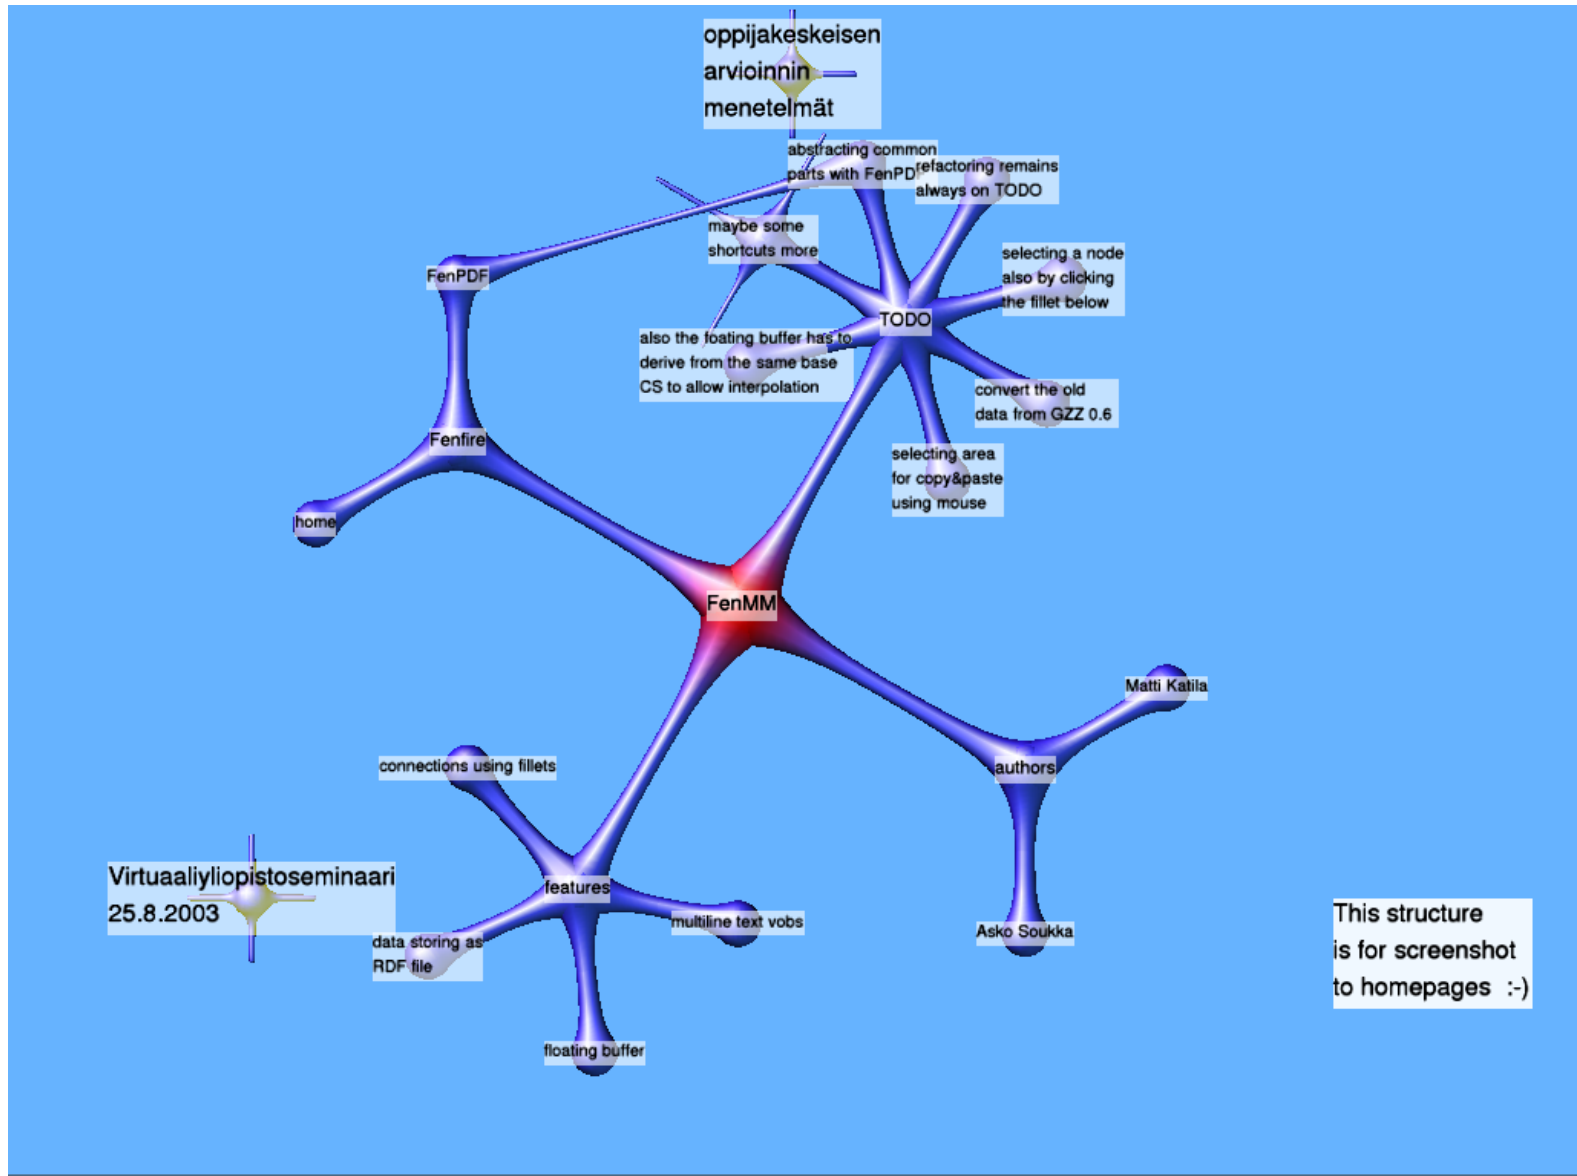 oppijakeskeisen
arvioinnin
menetelmät
abstracting common
parts with FenPDF
refactoring remains
always on TODO
maybe some
shortcuts more
selecting a node
also by clicking
the fillet below
FenPDF
TODO
also the foating buffer has to
derive from the same base
CS to allow interpolation
convert the old
data from GZZ 0.6
Fenfire
selecting area
for copy&paste
using mouse
home
FenMM
Matti Katila
connections using fillets
authors
Virtuaaliyliopistoseminaari
25.8.2003
features
multiline text vobs
Asko Soukka
data storing as
RDF file
This structure
is for screenshot
to homepages :-)
floating buffer